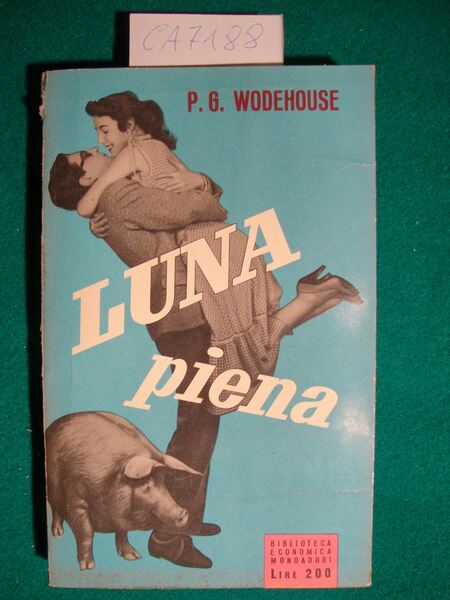 CA7188
P. G. WODEHOUSE
LUNA
piena
BIBLIOTECA
ECONOMICA
MONDADORI
LIRE 200